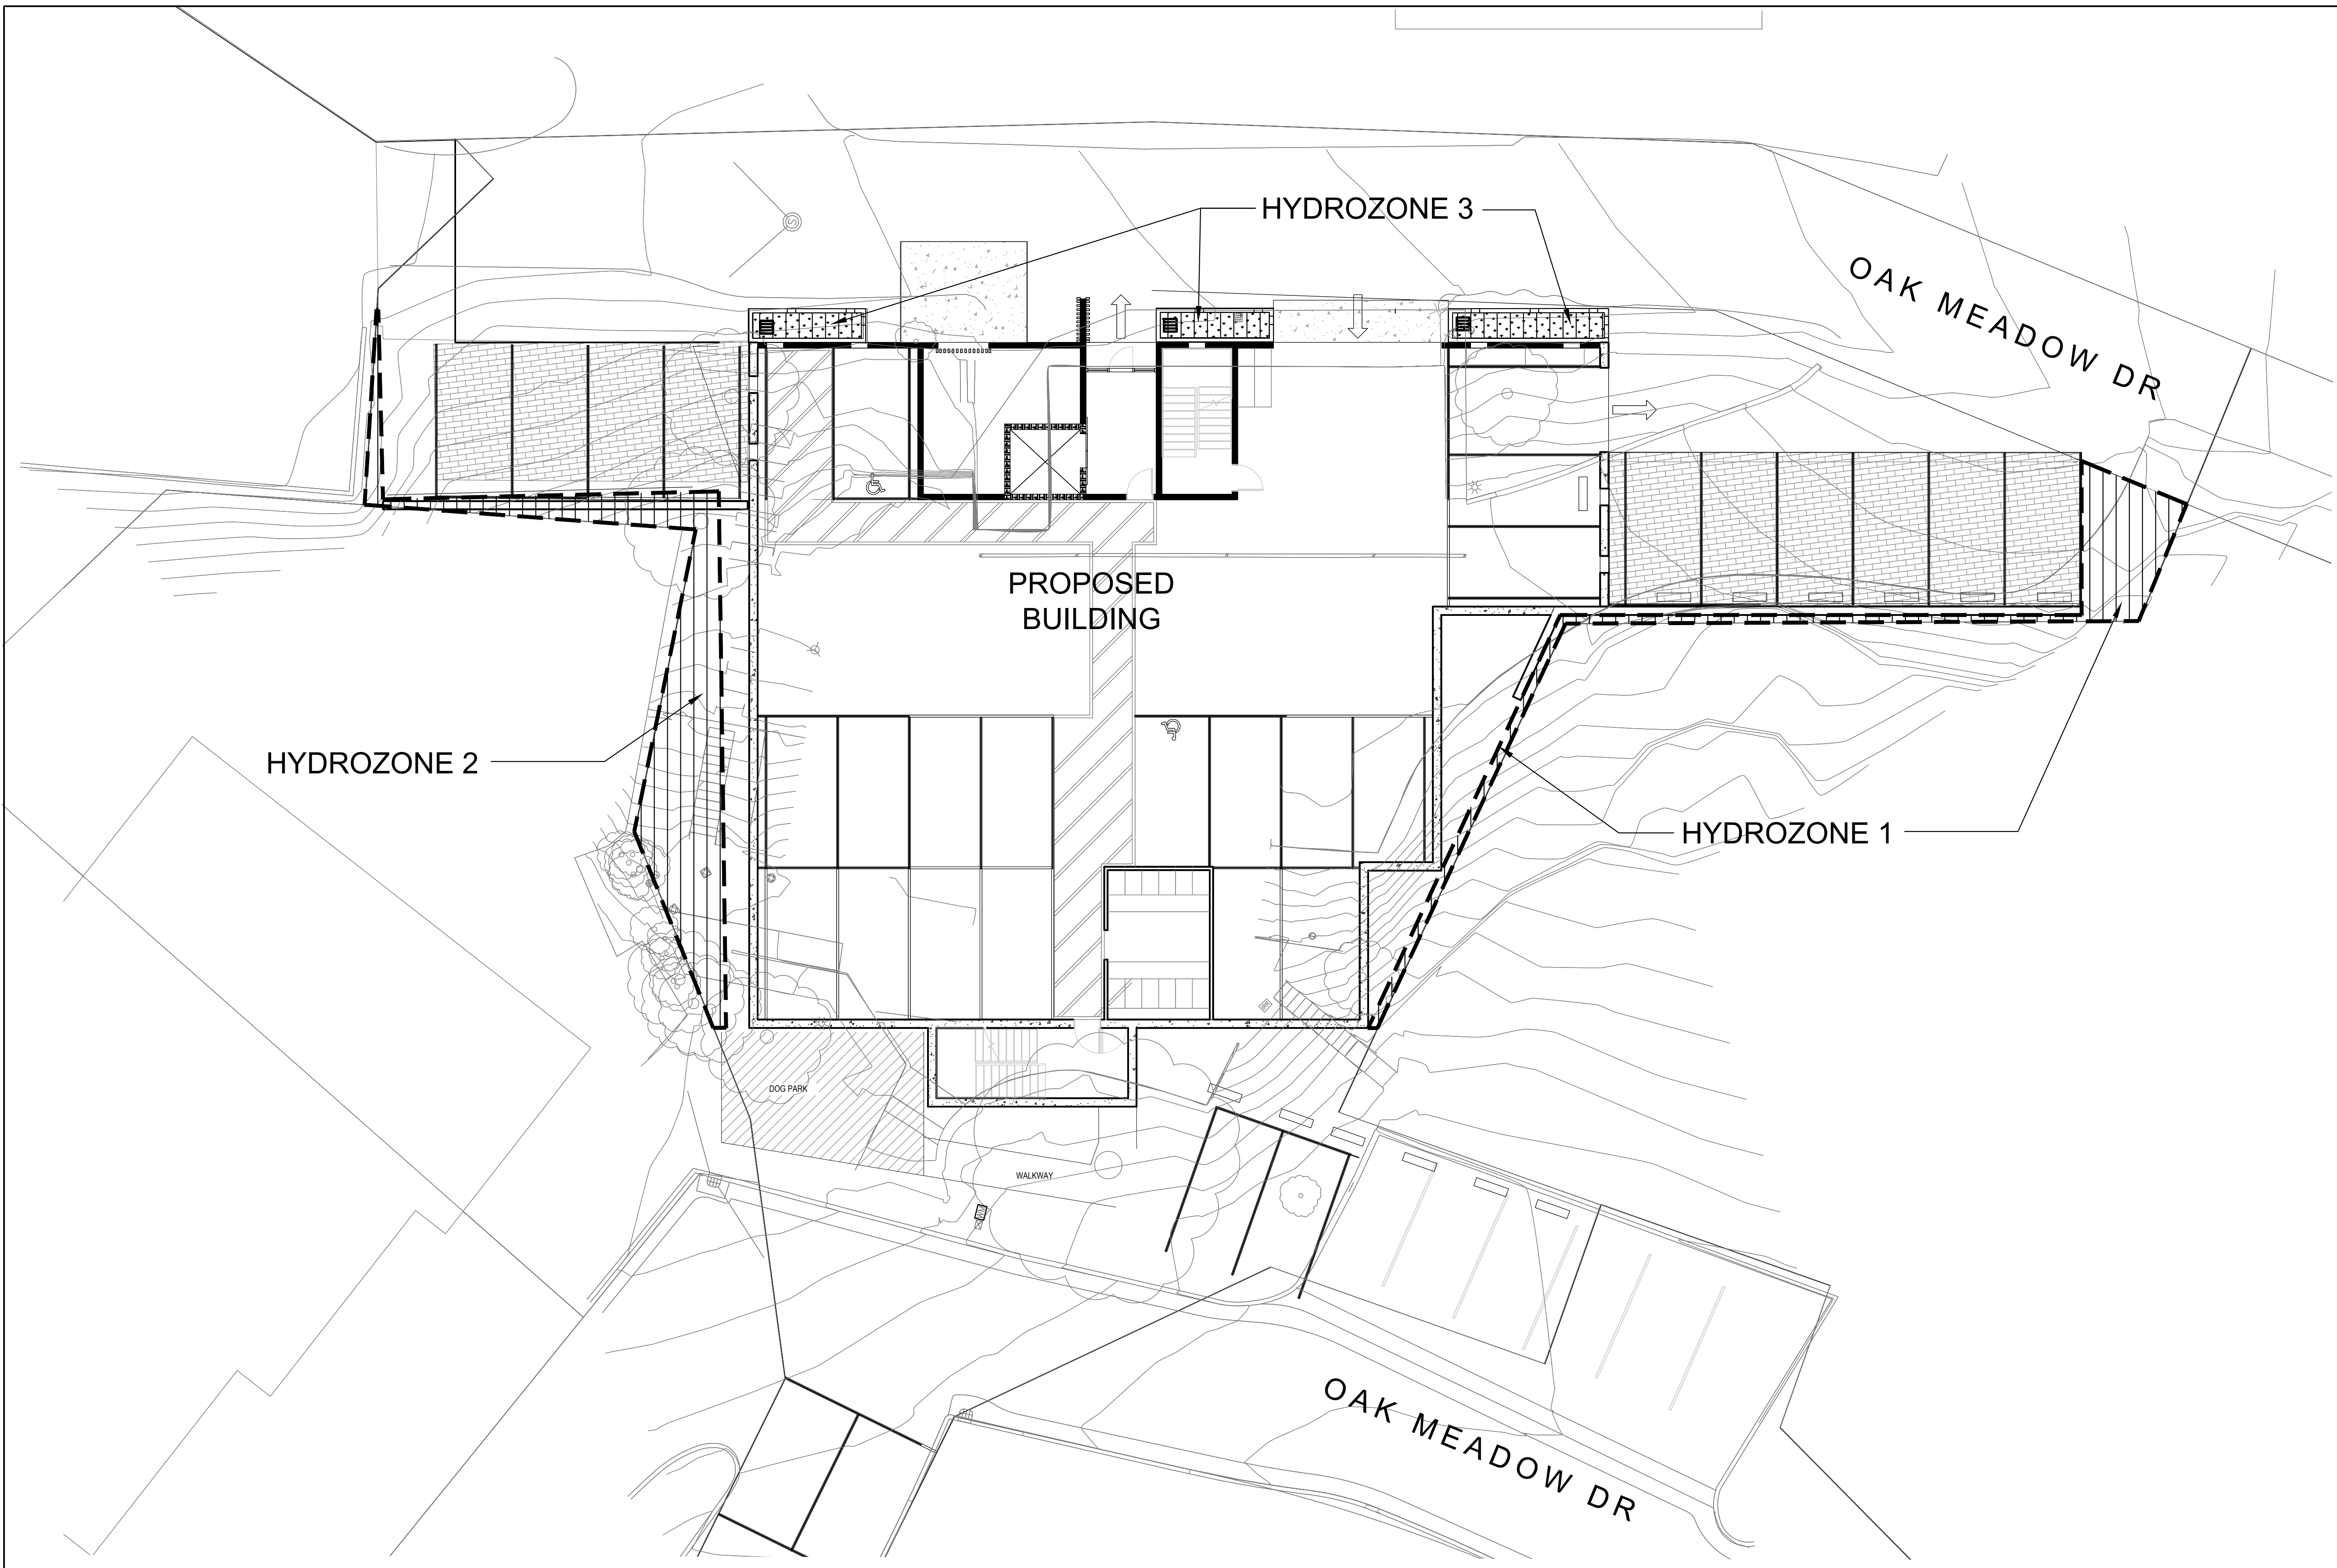 HYDROZONE 3
OAK MEADOW DR
PROPOSED
BUILDING
HYDROZONE 2
HYDROZONE 1
DOG PARK
WALKWAY
OAK MEADOW DR